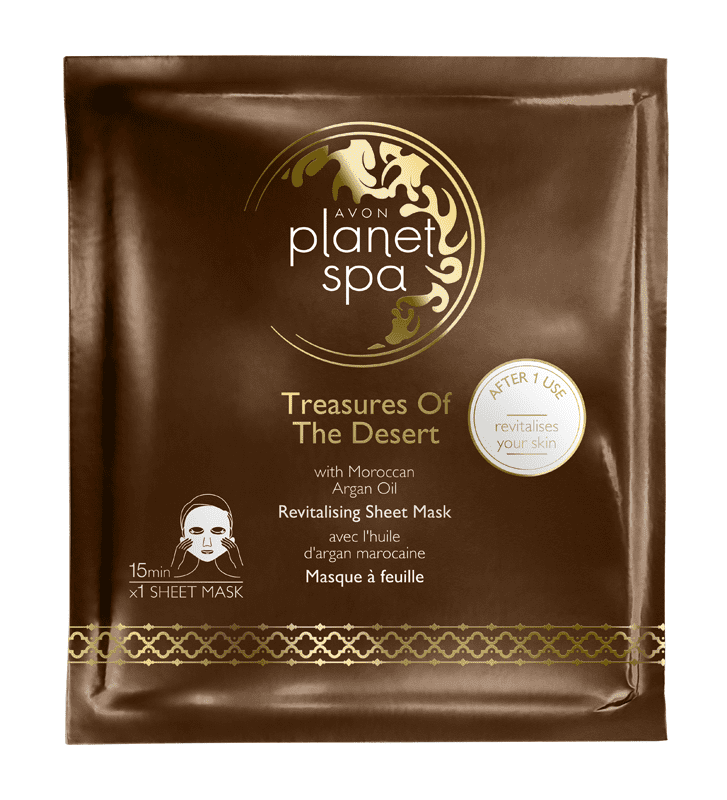 AVON
planet
spa
Treasures Of
The Desert
AFTER 1 USE
revitalises
your skin
with Moroccan
Argan Oil
Revitalising Sheet Mask
avec l'huile
d'argan marocaine
Masque à feuille
15min
x1 SHEET MASK